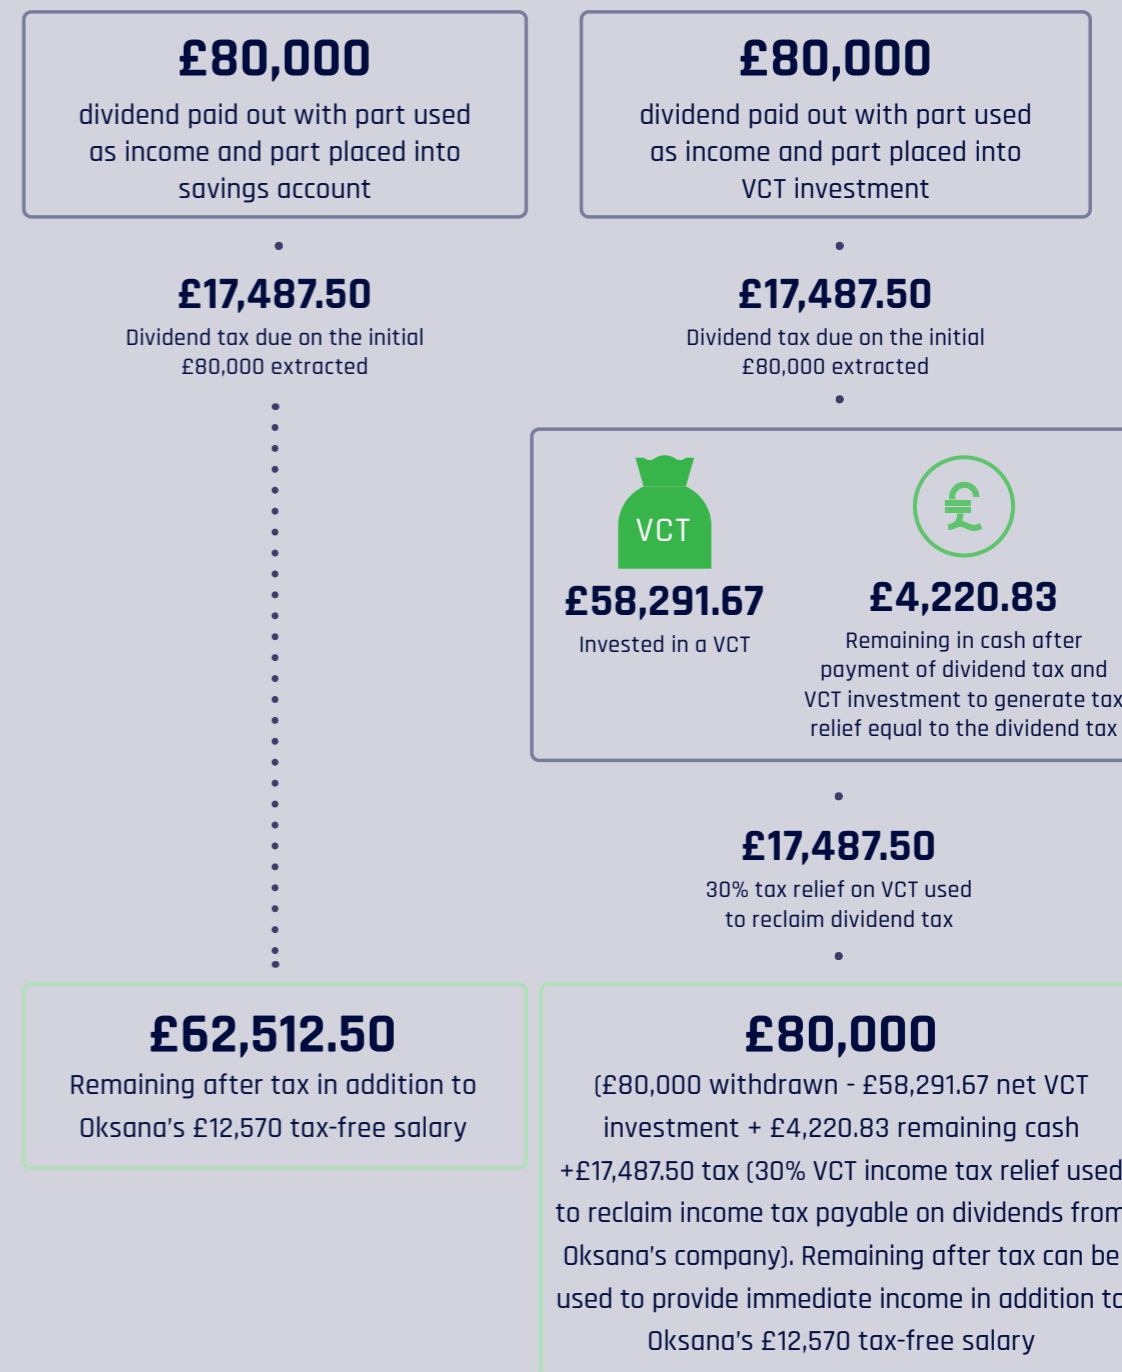 £80,000
dividend paid out with part used
as income and part placed into
savings account
£17,487.50
Dividend tax due on the initial
£80,000 extracted
£62,512.50
Remaining after tax in addition to
Oksana's £12,570 tax-free salary
£80,000
dividend paid out with part used
as income and part placed into
VCT investment
£17,487.50
Dividend tax due on the initial
£80,000 extracted
VCT
£58,291.67
Invested in a VCT
£
£4,220.83
Remaining in cash after
payment of dividend tax and
VCT investment to generate tax
relief equal to the dividend tax
£17,487.50
30% tax relief on VCT used
to reclaim dividend tax
£80,000
(£80,000 withdrawn - £58,291.67 net VCT
investment + £4,220.83 remaining cash
+£17,487.50 tax (30% VCT income tax relief used
to reclaim income tax payable on dividends from
Oksana's company). Remaining after tax can be
used to provide immediate income in addition to
Oksana's £12,570 tax-free salary